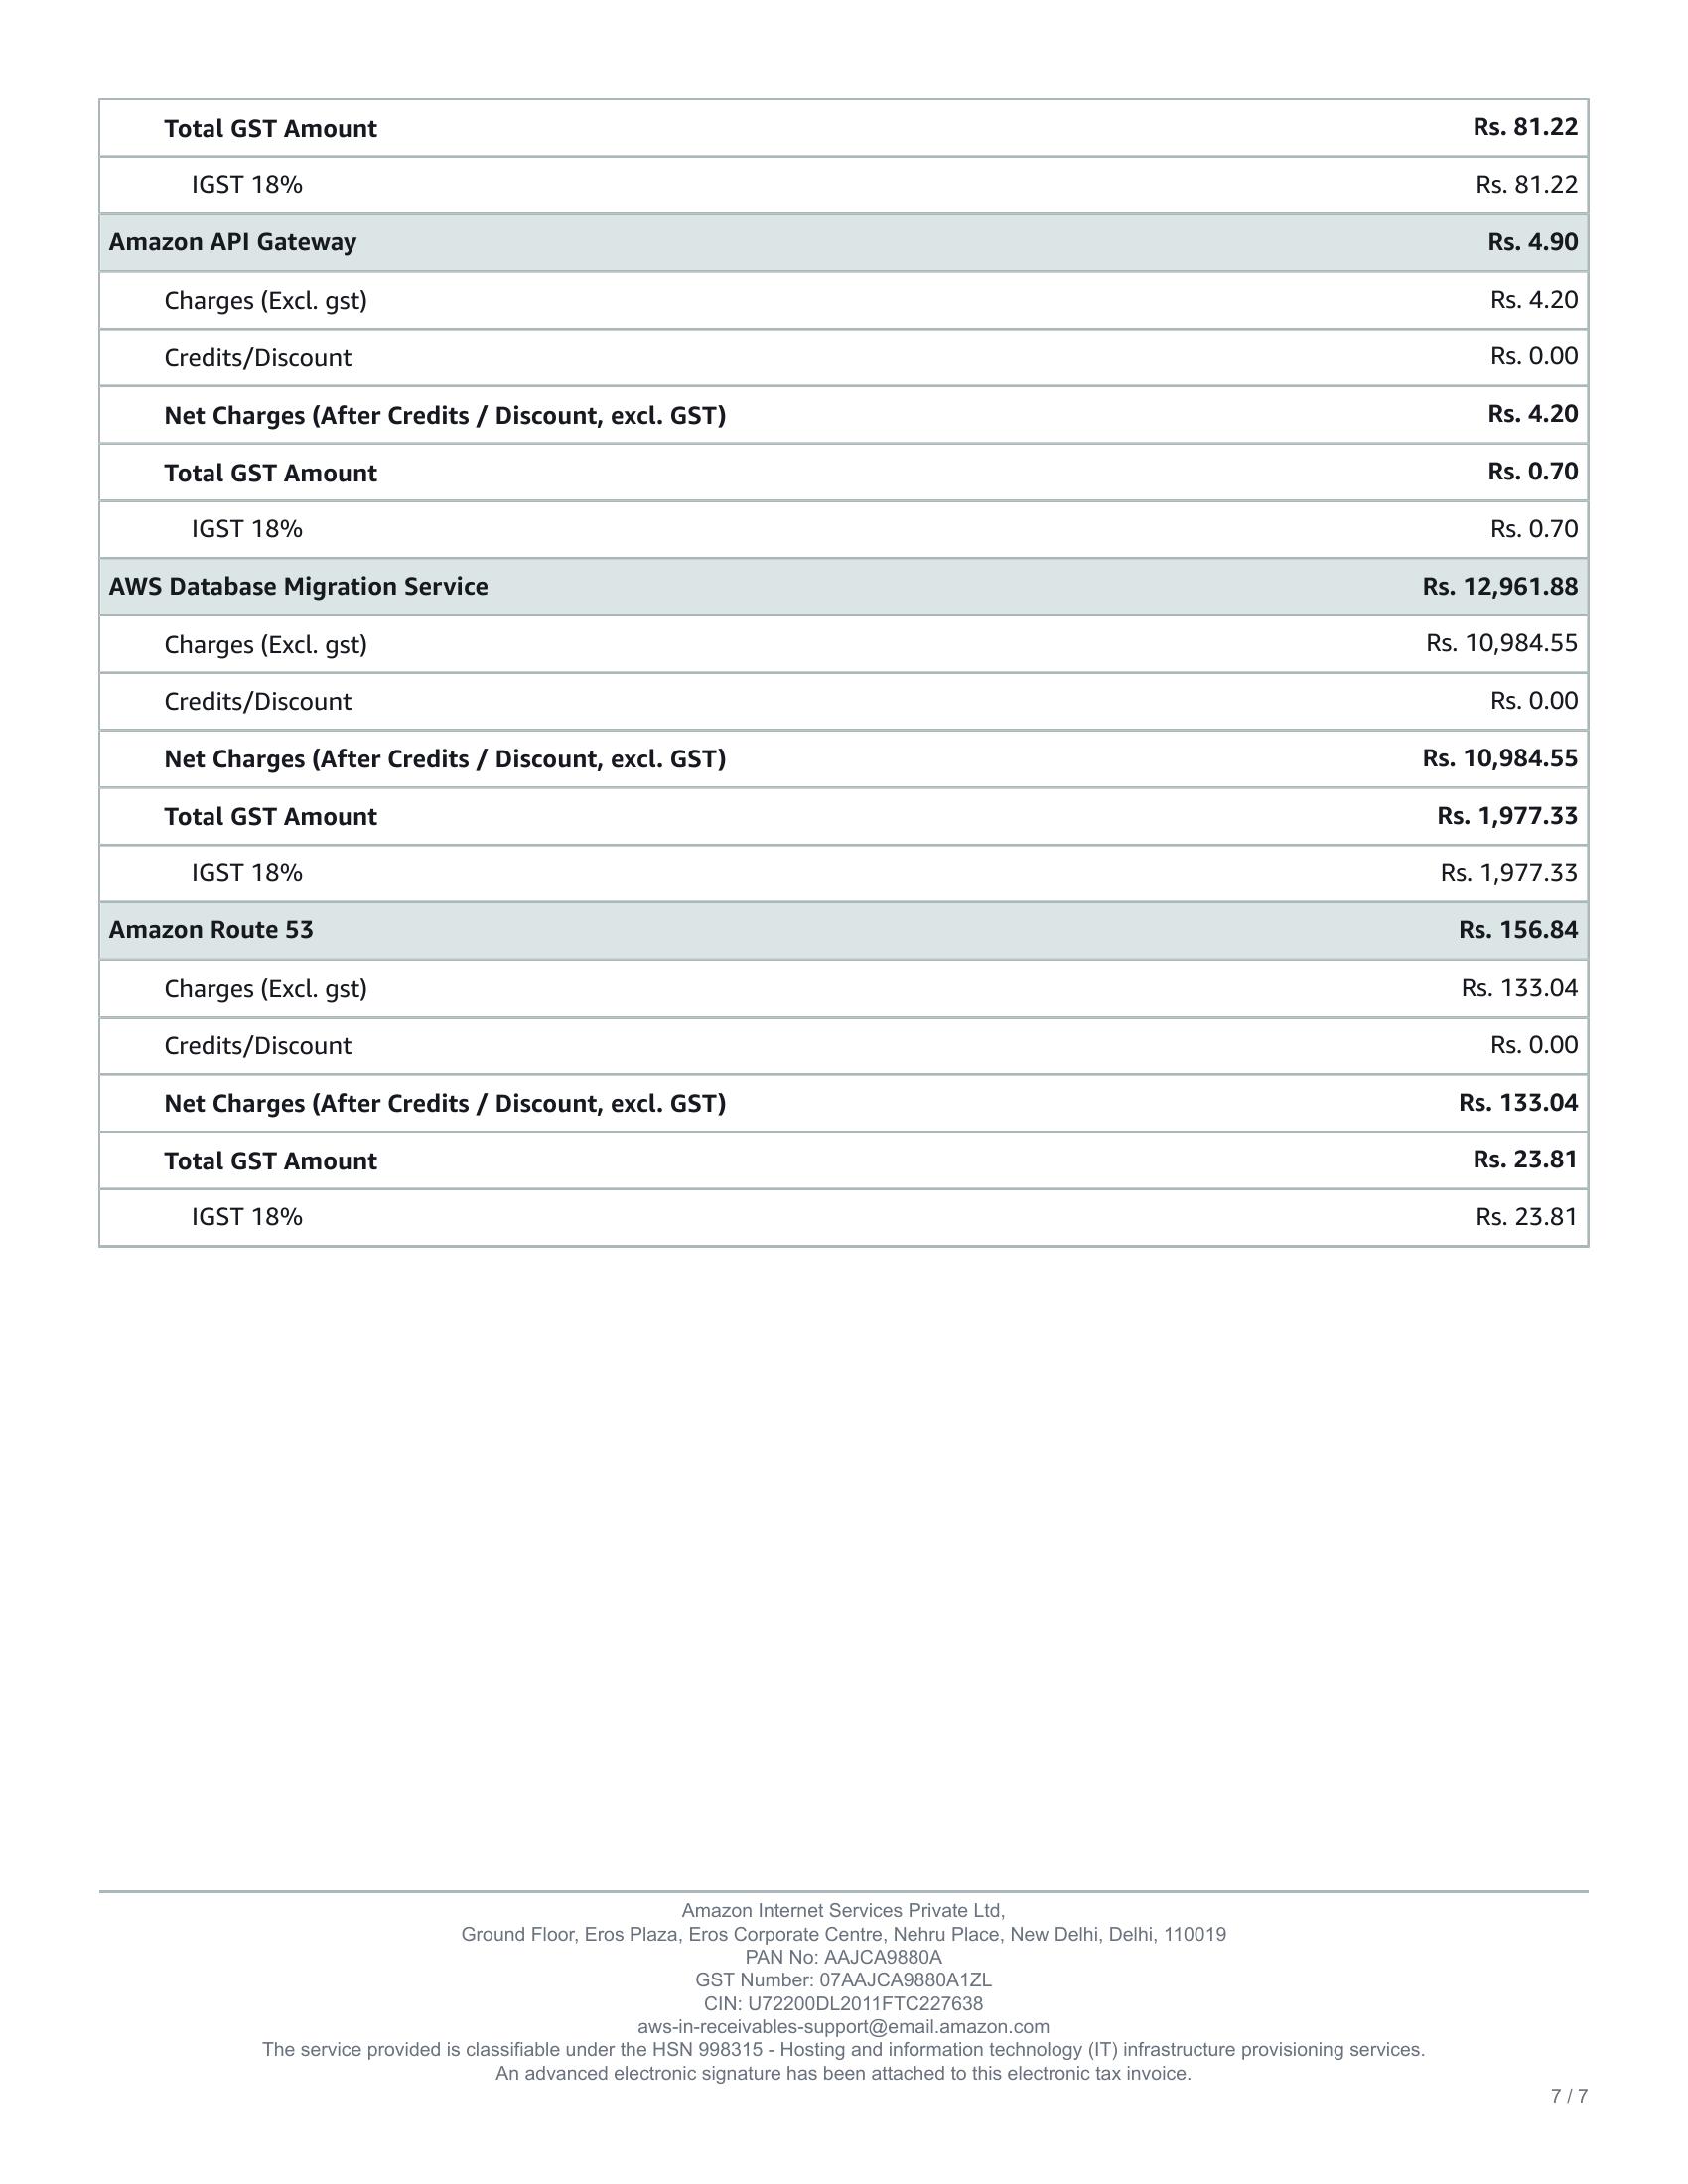 Total GST Amount Rs. 81.22
IGST 18% Rs. 81.22
Amazon API Gateway Rs. 4.90
Charges (Excl. gst) Rs. 4.20
Credits/Discount Rs. 0.00
Net Charges (After Credits / Discount, excl. GST) Rs. 4.20
Total GST Amount Rs. 0.70
IGST 18% Rs. 0.70
AWS Database Migration Service Rs. 12,961.88
Charges (Excl. gst) Rs. 10,984.55
Credits/Discount Rs. 0.00
Net Charges (After Credits / Discount, excl. GST) Rs. 10,984.55
Total GST Amount Rs. 1,977.33
IGST 18% Rs. 1,977.33
Amazon Route 53 Rs. 156.84
Charges (Excl. gst) Rs. 133.04
Credits/Discount Rs. 0.00
Net Charges (After Credits / Discount, excl. GST) Rs. 133.04
Total GST Amount Rs. 23.81
IGST 18% Rs. 23.81
Amazon Internet Services Private Ltd,
Ground Floor, Eros Plaza, Eros Corporate Centre, Nehru Place, New Delhi, Delhi, 110019
PAN No: AAJCA9880A
GST Number: 07AAJCA9880A1ZL
CIN: U72200DL2011FTC227638
aws-in-receivables-support@email.amazon.com
The service provided is classifiable under the HSN 998315 - Hosting and information technology (IT) infrastructure provisioning services.
An advanced electronic signature has been attached to this electronic tax invoice.
7 / 7